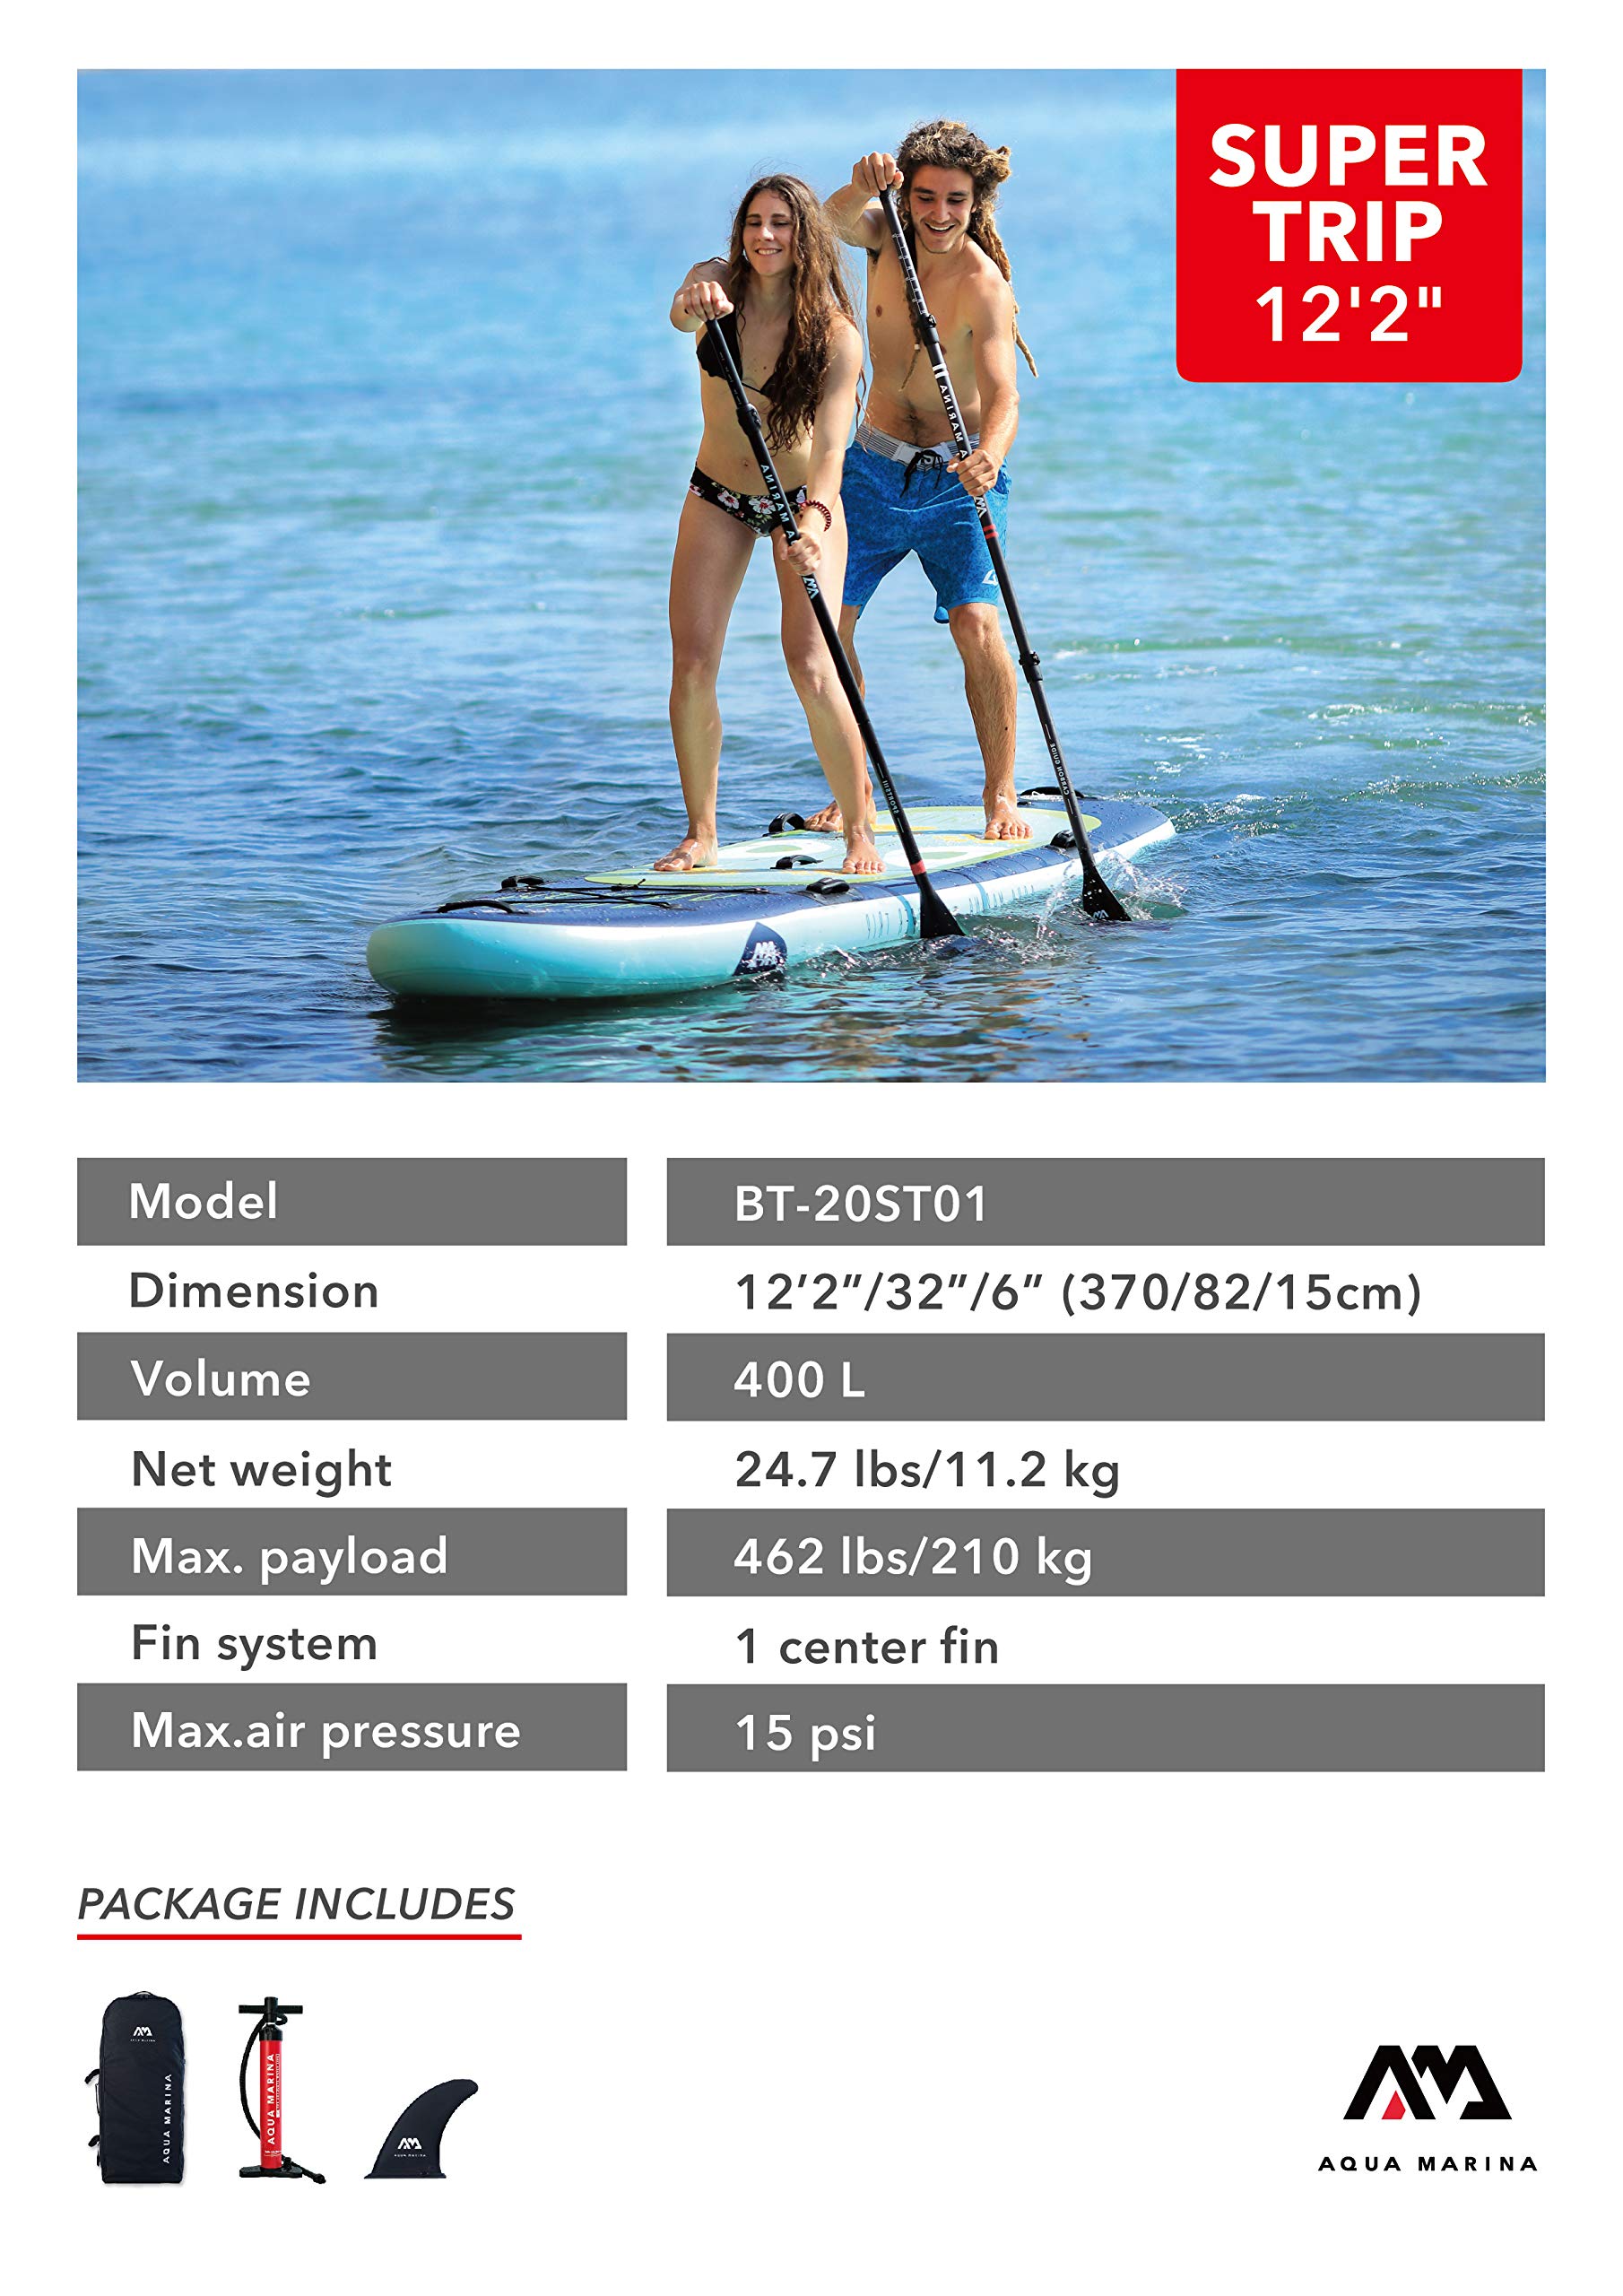 SUPER
TRIP
12'2"
Model
BT-20ST01
Dimension
12’2”/32”/6” (370/82/15cm)
Volume
400 L
Net weight
24.7 lbs/11.2 kg
Max. payload
462 lbs/210 kg
Fin system
1 center fin
Max.air pressure
15 psi
PACKAGE INCLUDES
AQUA MARINA
AQUA MARINA
AQUA MARINA